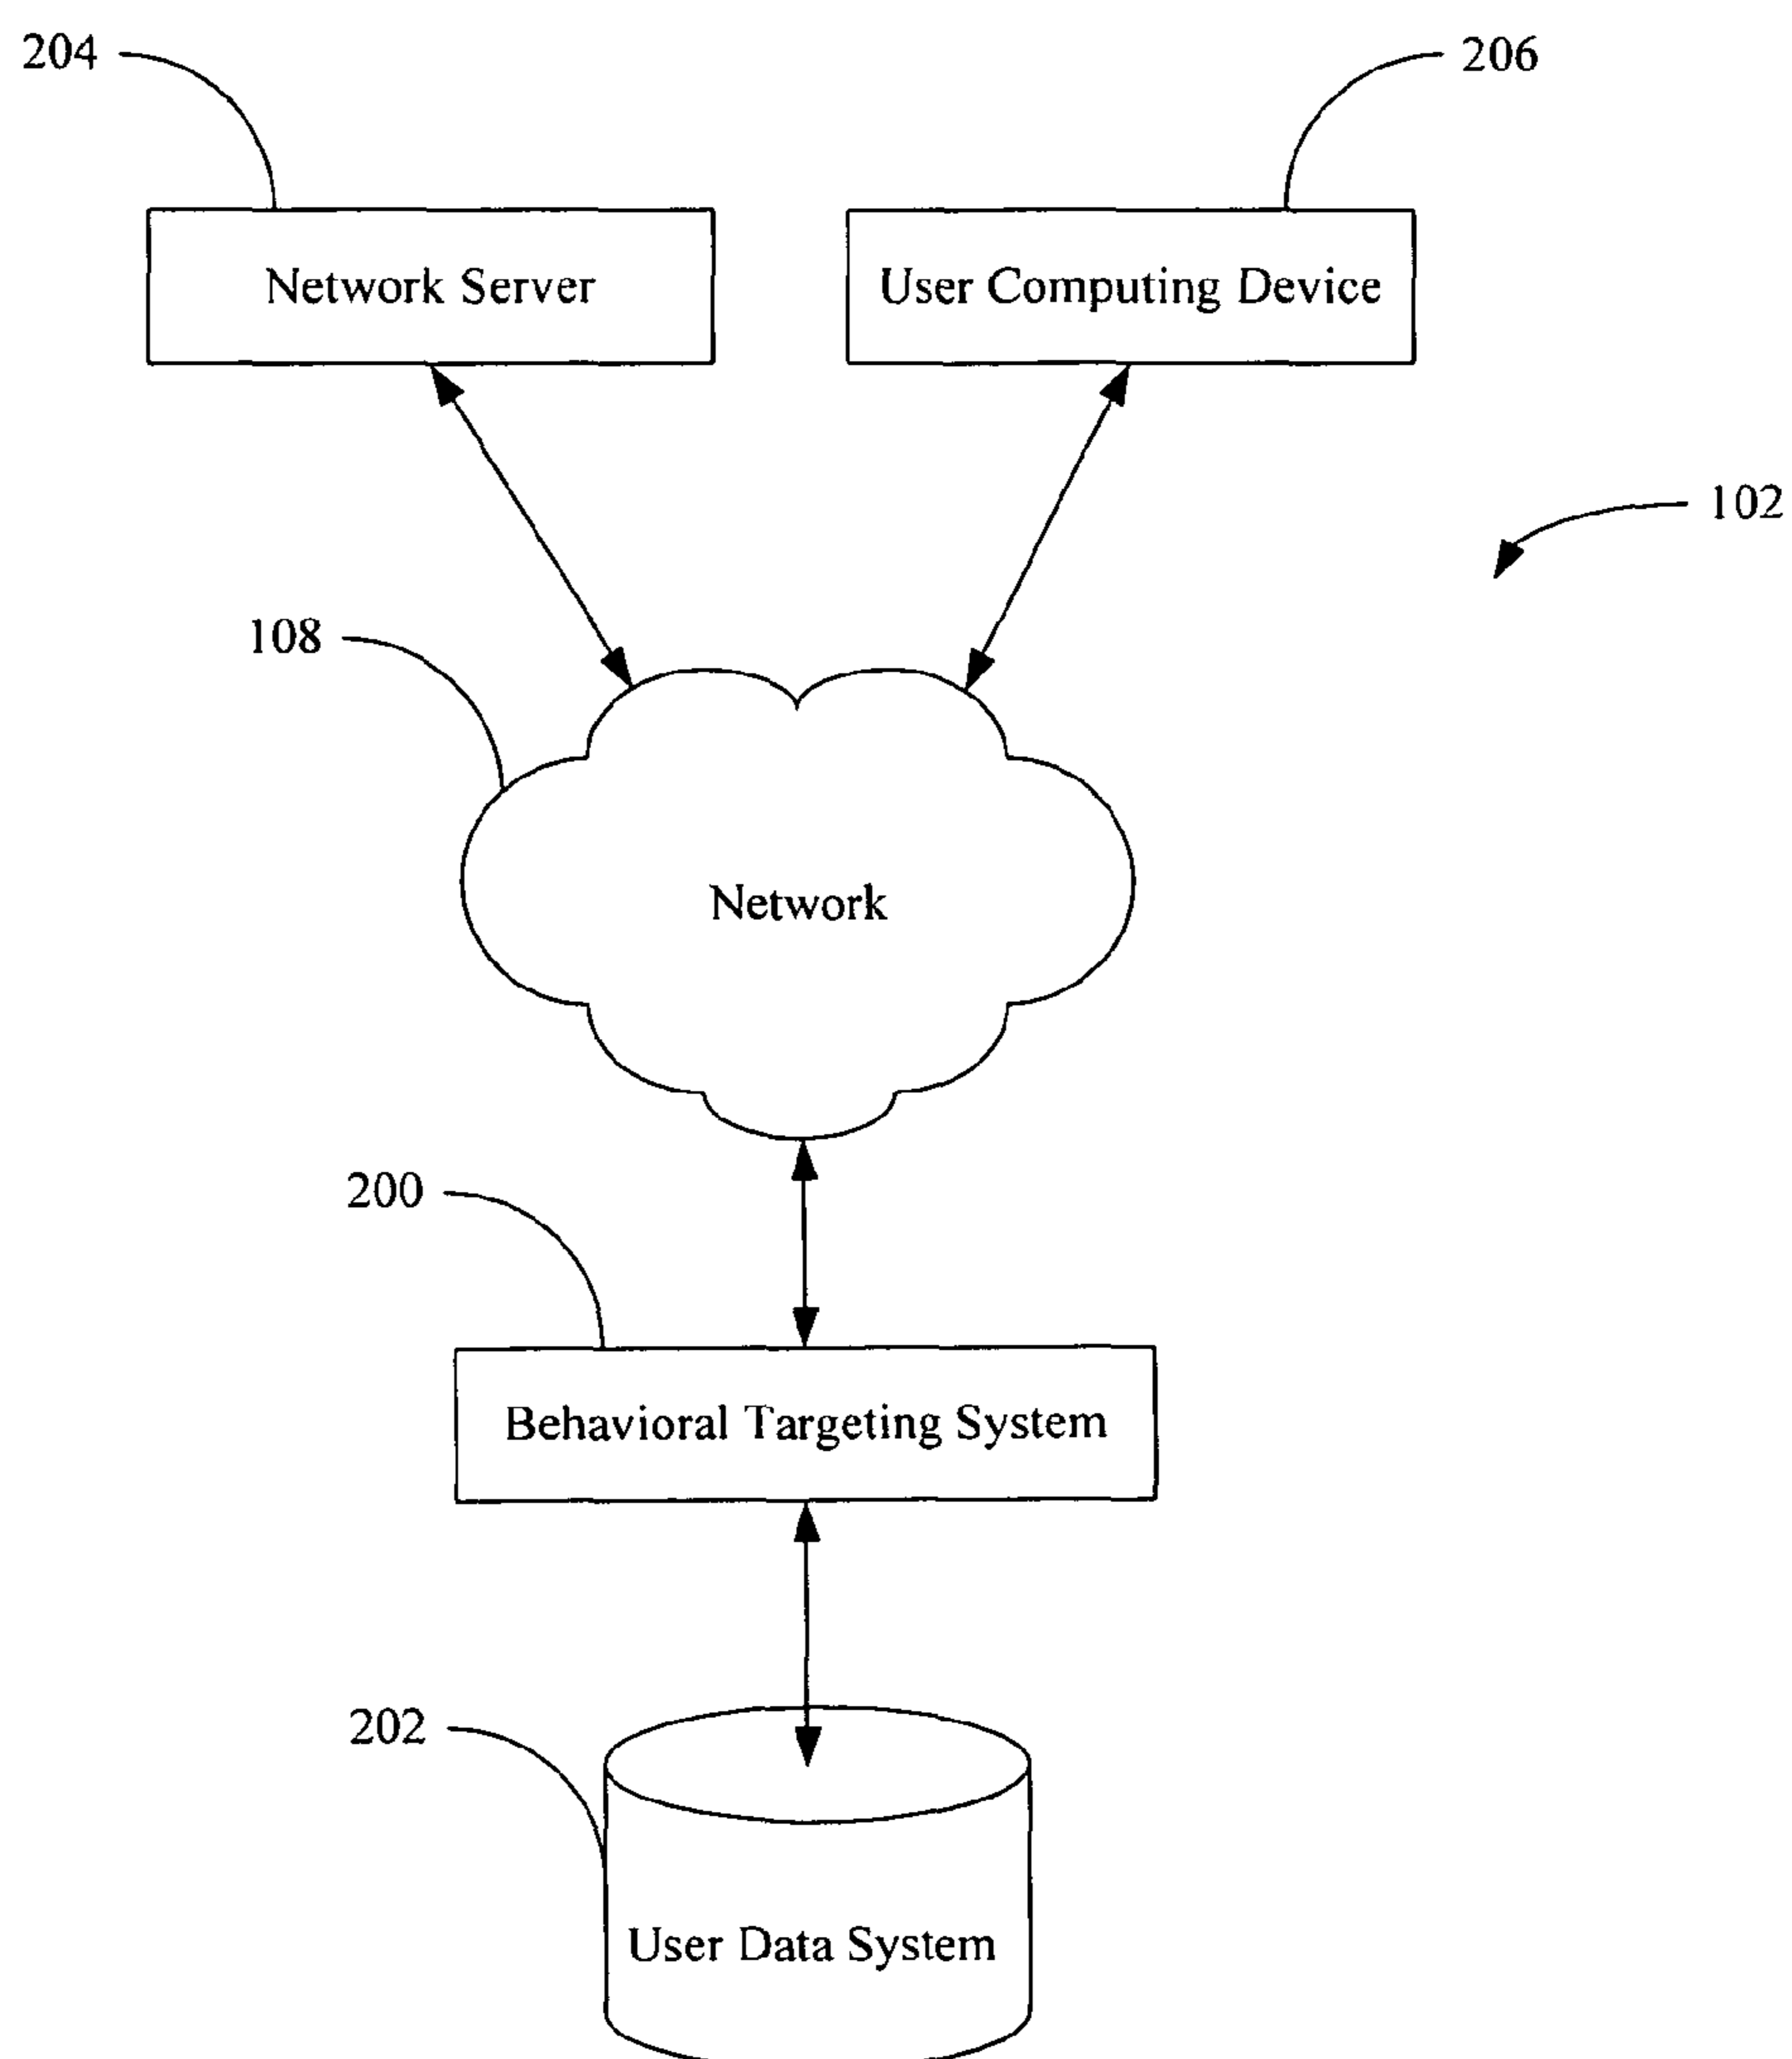 204
206
Network Server
User Computing Device
102
108
Network
200
Behavioral Targeting System
202
User Data System